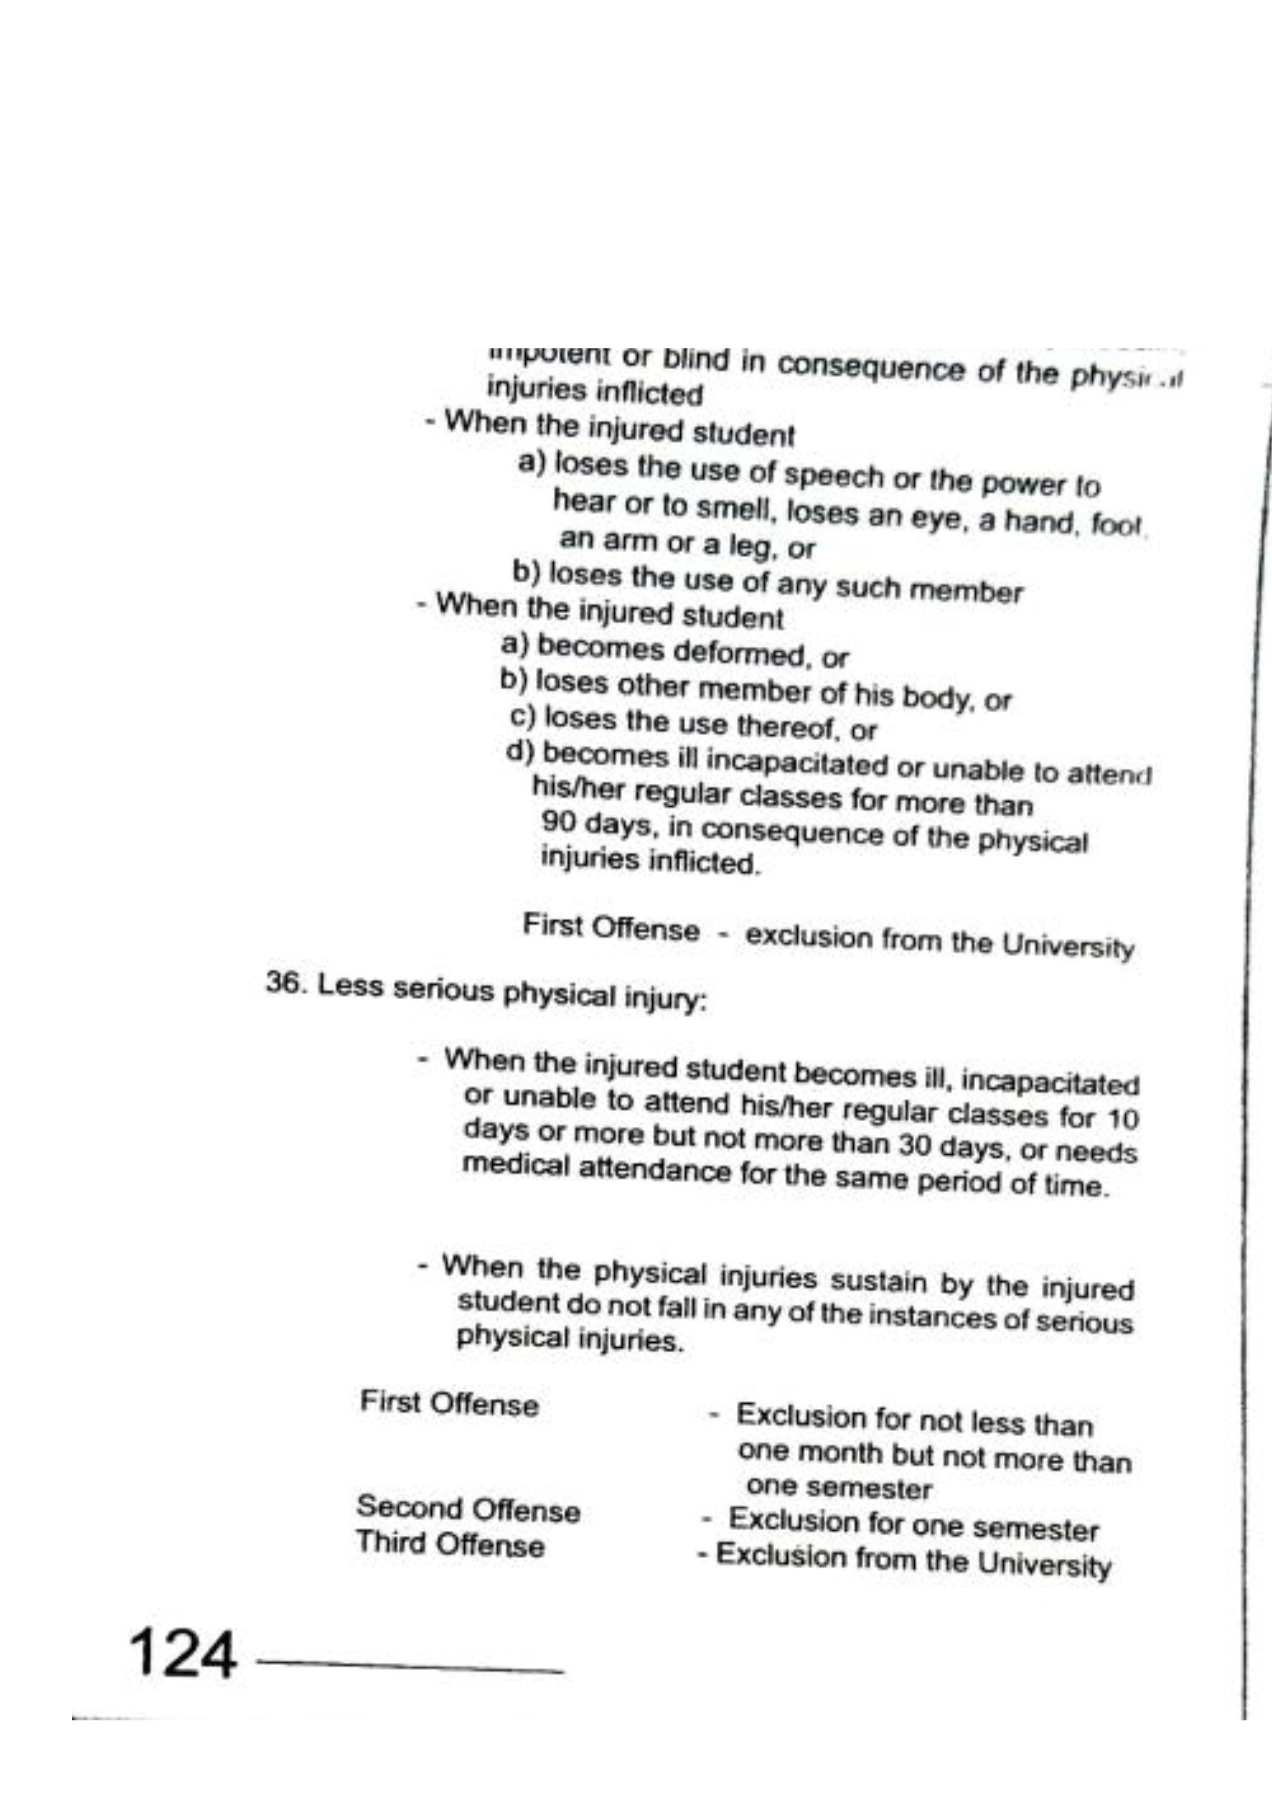 impotent or blind in consequence of the physical
injuries inflicted
- When the injured student
a) loses the use of speech or the power to
hear or to smell, loses an eye, a hand, foot,
an arm or a leg, or
b) loses the use of any such member
- When the injured student
a) becomes deformed, or
b) loses other member of his body, or
c) loses the use thereof, or
d) becomes ill incapacitated or unable to attend
his/her regular classes for more than
90 days, in consequence of the physical
injuries inflicted.
First Offense - exclusion from the University
36. Less serious physical injury:
- When the injured student becomes ill, incapacitated
or unable to attend his/her regular classes for 10
days or more but not more than 30 days, or needs
medical attendance for the same period of time.
- When the physical injuries sustain by the injured
student do not fall in any of the instances of serious
physical injuries.
First Offense - Exclusion for not less than
one month but not more than
one semester
Second Offense - Exclusion for one semester
Third Offense - Exclusion from the University
124